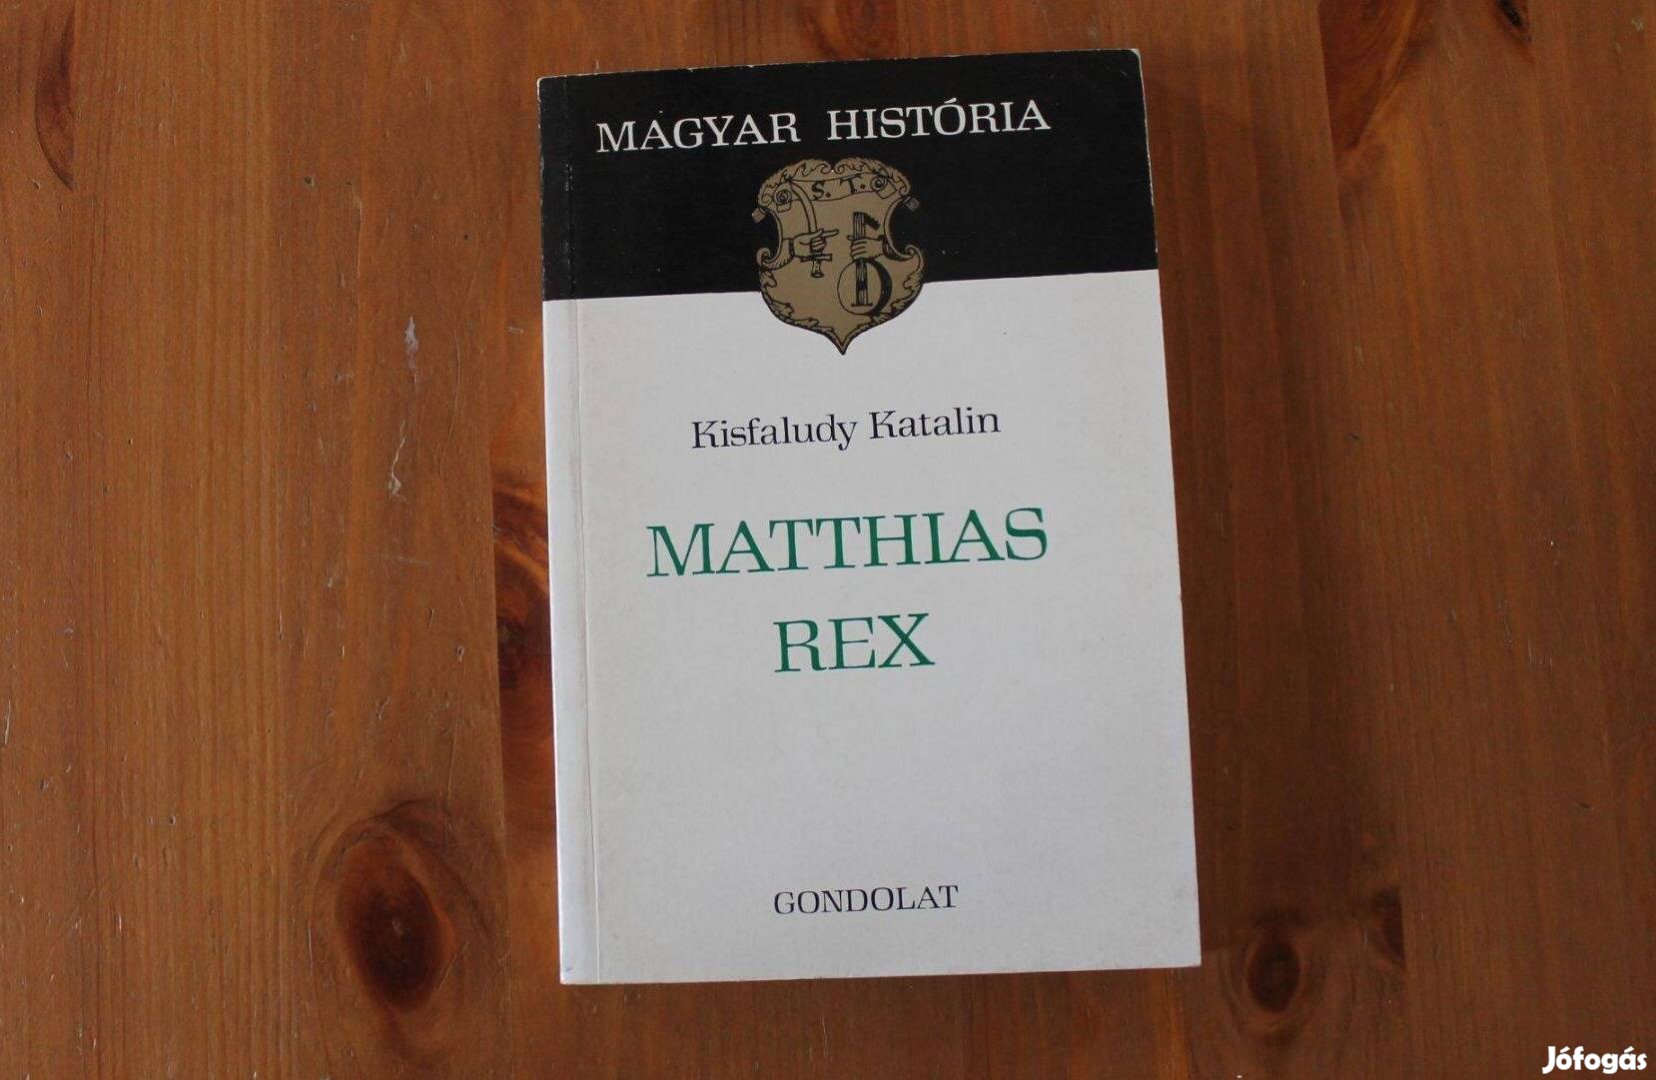 MAGYAR HISTÓRIA
S. T.
Kisfaludy Katalin
MATTHIAS
REX
GONDOLAT
Jófogás